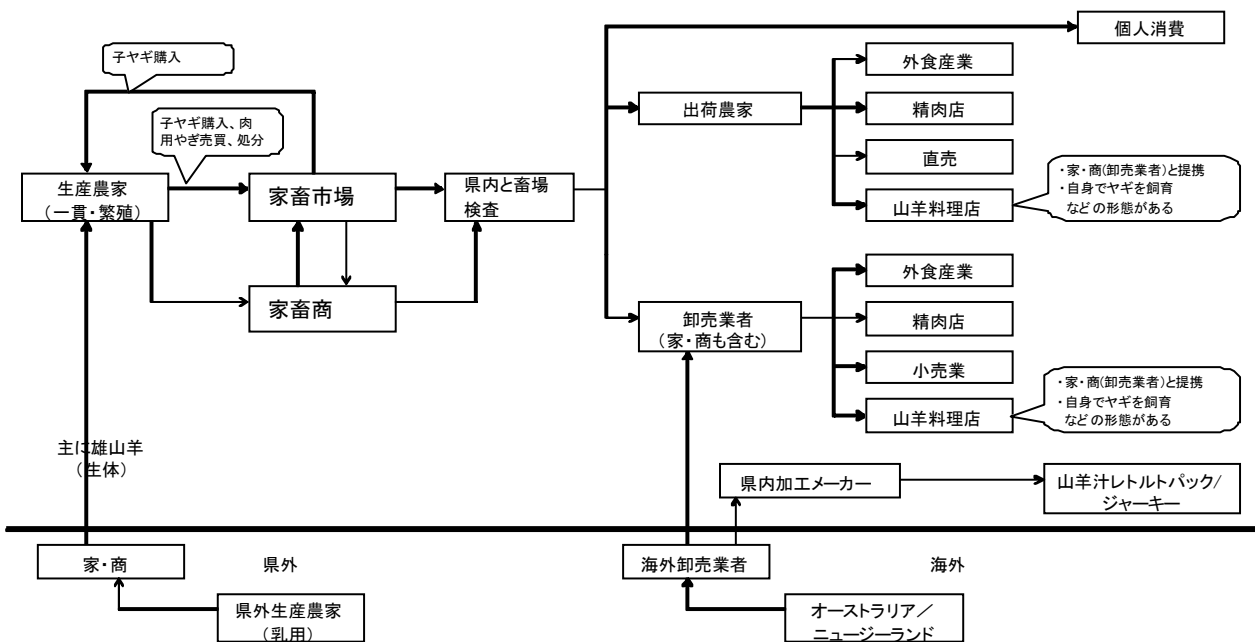 個人消費
子ヤギ購入
外食産業
出荷農家
精肉店
子ヤギ購入、肉
用やぎ売買、処分
直売
・家・商(卸売業者)と提携
・自身でヤギを飼育
などの形態がある
生産農家
(一貫・繁殖)
家畜市場
県内と畜場
検査
山羊料理店
外食産業
家畜商
卸売業者
(家・商も含む)
精肉店
小売業
・家・商(卸売業者)と提携
・自身でヤギを飼育
などの形態がある
山羊料理店
主に雄山羊
(生体)
県内加工メーカー
山羊汁レトルトパック/
ジャーキー
家・商
県外
海外卸売業者
海外
県外生産農家
(乳用)
オーストラリア／
ニュージーランド